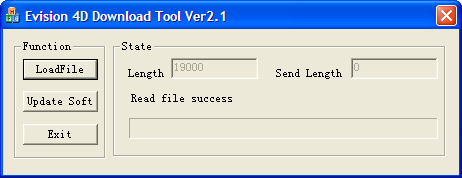 Evision 4D Download Tool Ver2.1
Function
LoadFile
Update Soft
Exit
State
Length 19000 Send Length 0
Read file success